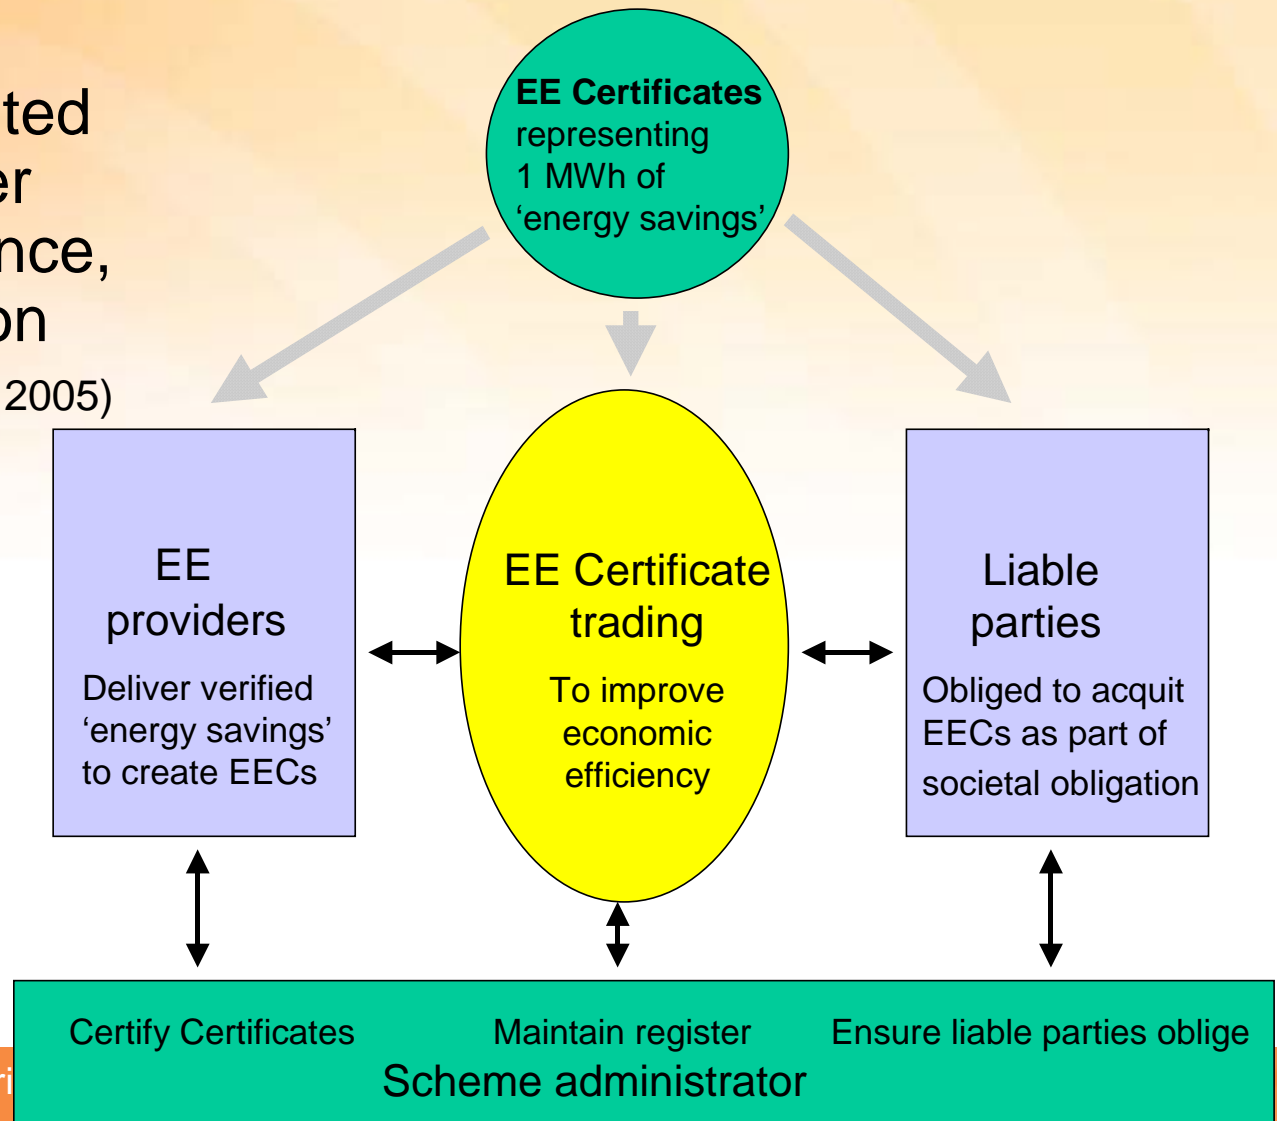 EE Certificates
representing
1 MWh of
‘energy savings’
ted
er
nce,
on
2005)
EE
providers
Deliver verified
‘energy savings’
to create EECs
EE Certificate
trading
To improve
economic
efficiency
Liable
parties
Obliged to acquit
EECs as part of
societal obligation
Certify Certificates
Maintain register
Ensure liable parties oblige
Scheme administrator
ri